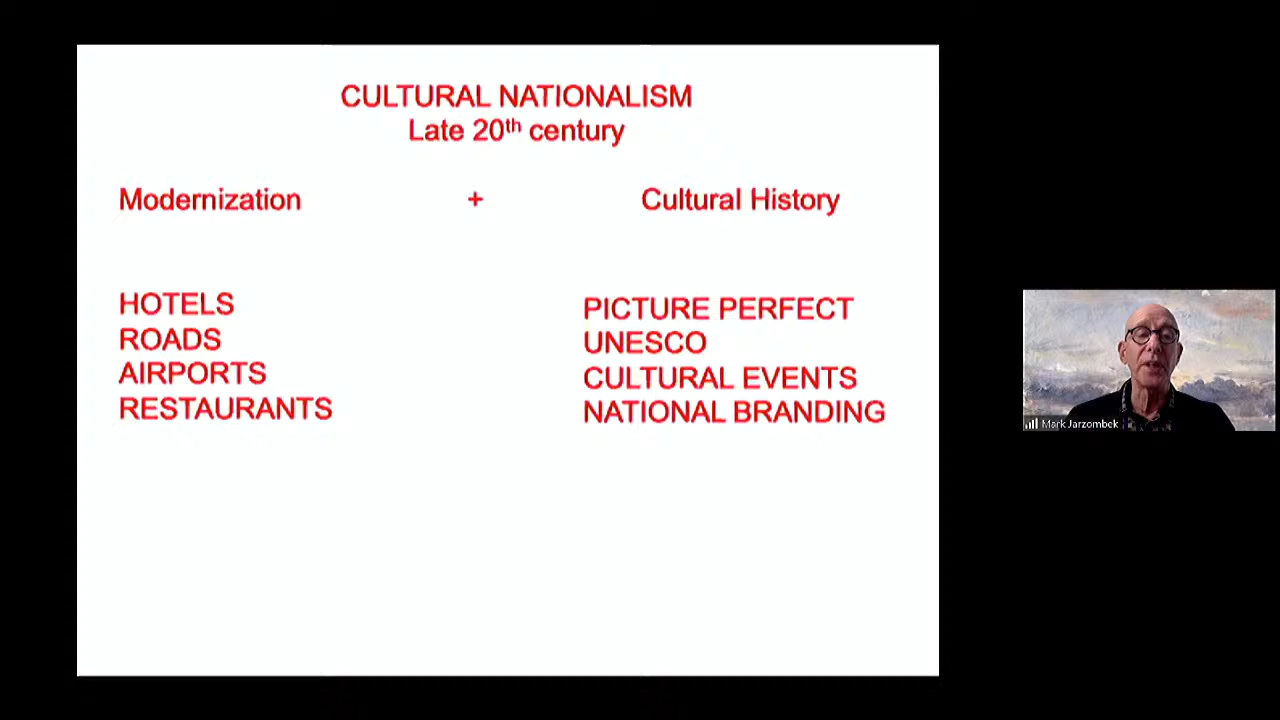 CULTURAL NATIONALISM
Late 20th century
Modernization + Cultural History
HOTELS
ROADS
AIRPORTS
RESTAURANTS
PICTURE PERFECT
UNESCO
CULTURAL EVENTS
NATIONAL BRANDING
Mark Jarzombek